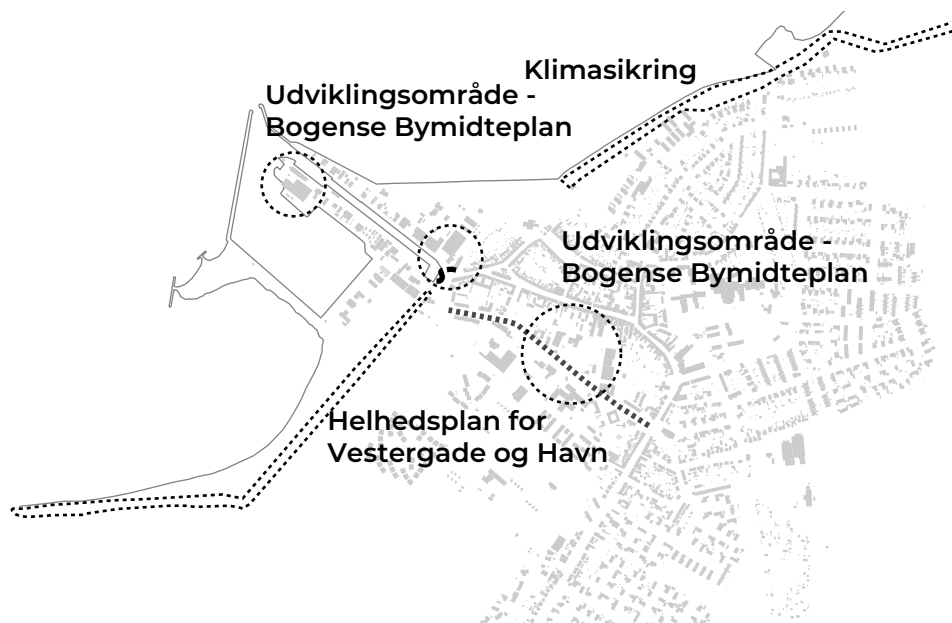 Klimasikring
Udviklingsområde -
Bogense Bymidteplan
Udviklingsområde -
Bogense Bymidteplan
Helhedsplan for
Vestergade og Havn